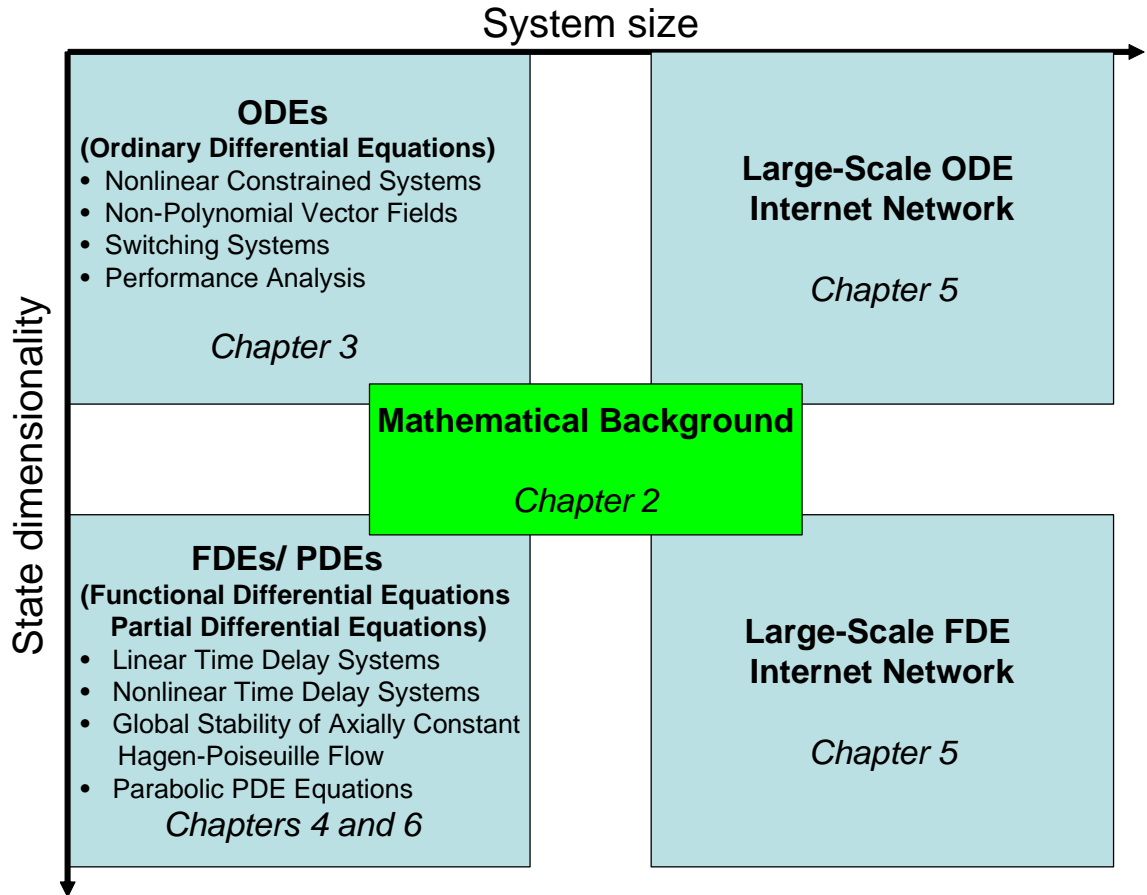 System size
State dimensionality
ODEs
(Ordinary Differential Equations)
• Nonlinear Constrained Systems
• Non-Polynomial Vector Fields
• Switching Systems
• Performance Analysis
Chapter 3
Large-Scale ODE
Internet Network
Chapter 5
Mathematical Background
Chapter 2
FDEs/ PDEs
(Functional Differential Equations
Partial Differential Equations)
• Linear Time Delay Systems
• Nonlinear Time Delay Systems
• Global Stability of Axially Constant
Hagen-Poiseuille Flow
• Parabolic PDE Equations
Chapters 4 and 6
Large-Scale FDE
Internet Network
Chapter 5